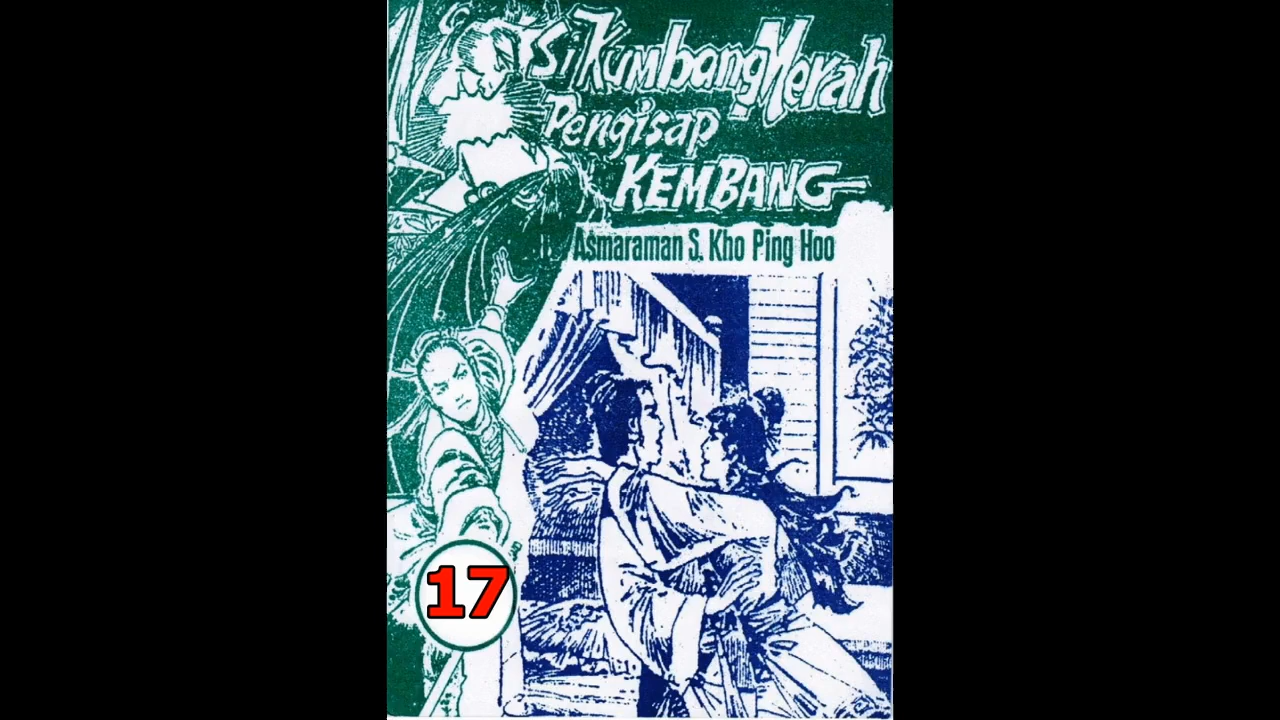 Si Kumbang Merah
Pengisap
KEMBANG
Asmaraman S. Kho Ping Hoo
17